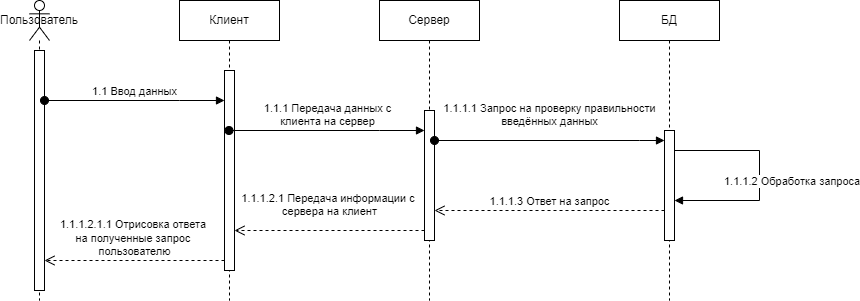 Пользователь
Клиент
Сервер
БД
1.1 Ввод данных
1.1.1 Передача данных с
клиента на сервер
1.1.1.1 Запрос на проверку правильности
введённых данных
1.1.1.2 Обработка запроса
1.1.1.3 Ответ на запрос
1.1.1.2.1 Передача информации с
сервера на клиент
1.1.1.2.1.1 Отрисовка ответа
на полученные запрос
пользователю